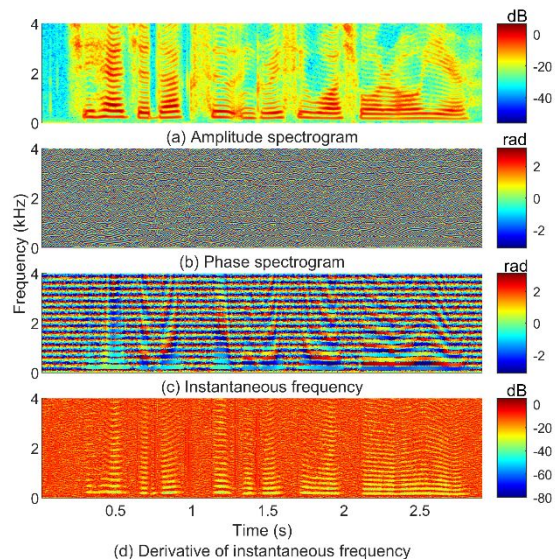 dB
4
2
0
0
-20
-40
(a) Amplitude spectrogram
rad
4
2
0
2
0
-2
(b) Phase spectrogram
Frequency (kHz)
rad
4
2
0
2
0
-2
(c) Instantaneous frequency
dB
4
2
0
0
-20
-40
-60
-80
0.5 1 1.5 2 2.5
Time (s)
(d) Derivative of instantaneous frequency